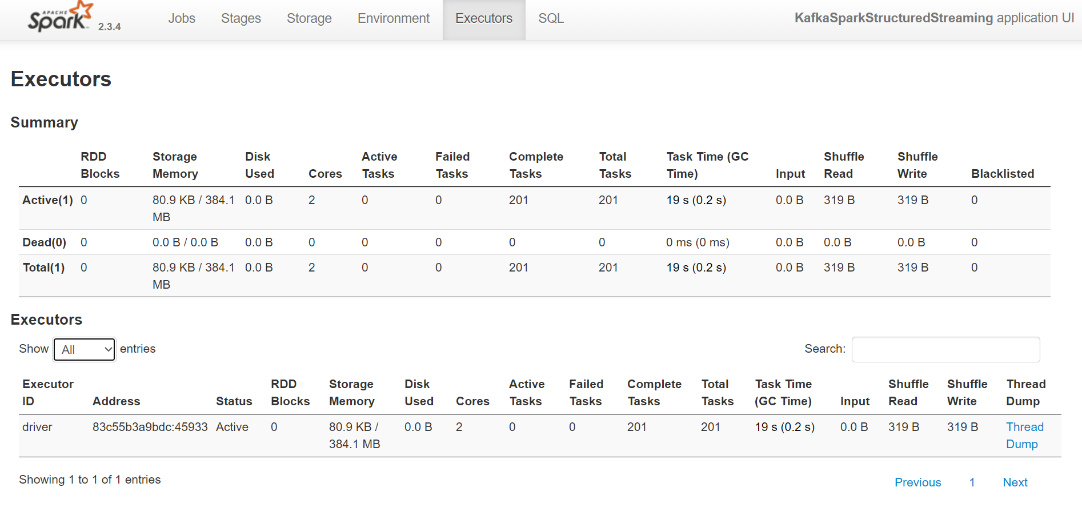 APACHE
Spark 2.3.4 Jobs Stages Storage Environment Executors SQL KafkaSparkStructuredStreaming application UI
Executors
Summary
RDD Blocks Storage Memory Disk Used Cores Active Tasks Failed Tasks Complete Tasks Total Tasks Task Time (GC Time) Input Shuffle Read Shuffle Write Blacklisted
Active(1) 0 80.9 KB / 384.1 MB 0.0 B 2 0 0 201 201 19 s (0.2 s) 0.0 B 319 B 319 B 0
Dead(0) 0 0.0 B / 0.0 B 0.0 B 0 0 0 0 0 0 ms (0 ms) 0.0 B 0.0 B 0.0 B 0
Total(1) 0 80.9 KB / 384.1 MB 0.0 B 2 0 0 201 201 19 s (0.2 s) 0.0 B 319 B 319 B 0
Executors
Show All entries Search:
Executor ID Address Status RDD Blocks Storage Memory Disk Used Cores Active Tasks Failed Tasks Complete Tasks Total Tasks Task Time (GC Time) Input Shuffle Read Shuffle Write Thread Dump
driver 83c55b3a9bdc:45933 Active 0 80.9 KB / 384.1 MB 0.0 B 2 0 0 201 201 19 s (0.2 s) 0.0 B 319 B 319 B Thread Dump
Showing 1 to 1 of 1 entries Previous 1 Next